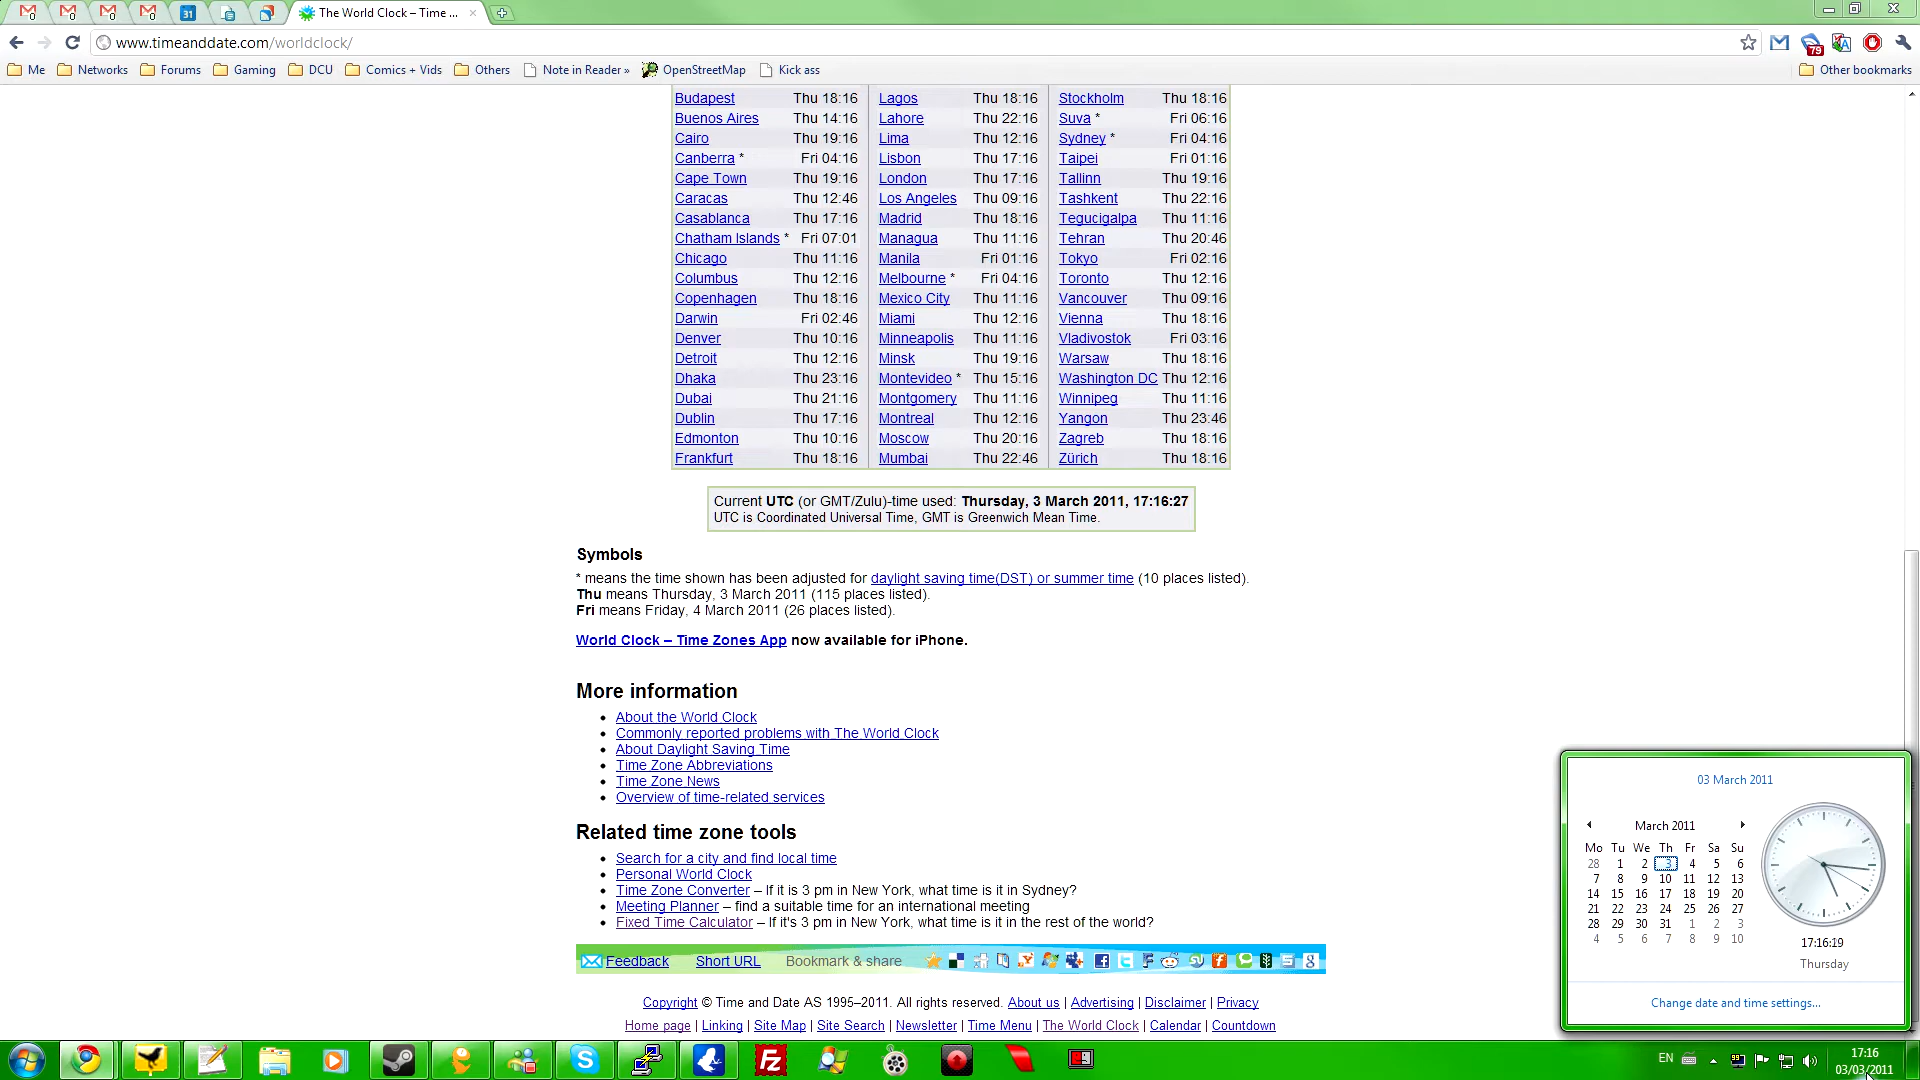 0
0
0
0
31
The World Clock – Time ...
www.timeanddate.com/worldclock/
79
Me Networks Forums Gaming DCU Comics + Vids Others Note in Reader » OpenStreetMap Kick ass Other bookmarks
Budapest Thu 18:16 Lagos Thu 18:16 Stockholm Thu 18:16
Buenos Aires Thu 14:16 Lahore Thu 22:16 Suva * Fri 06:16
Cairo Thu 19:16 Lima Thu 12:16 Sydney * Fri 04:16
Canberra * Fri 04:16 Lisbon Thu 17:16 Taipei Fri 01:16
Cape Town Thu 19:16 London Thu 17:16 Tallinn Thu 19:16
Caracas Thu 12:46 Los Angeles Thu 09:16 Tashkent Thu 22:16
Casablanca Thu 17:16 Madrid Thu 18:16 Tegucigalpa Thu 11:16
Chatham Islands * Fri 07:01 Managua Thu 11:16 Tehran Thu 20:46
Chicago Thu 11:16 Manila Fri 01:16 Tokyo Fri 02:16
Columbus Thu 12:16 Melbourne * Fri 04:16 Toronto Thu 12:16
Copenhagen Thu 18:16 Mexico City Thu 11:16 Vancouver Thu 09:16
Darwin Fri 02:46 Miami Thu 12:16 Vienna Thu 18:16
Denver Thu 10:16 Minneapolis Thu 11:16 Vladivostok Fri 03:16
Detroit Thu 12:16 Minsk Thu 19:16 Warsaw Thu 18:16
Dhaka Thu 23:16 Montevideo * Thu 15:16 Washington DC Thu 12:16
Dubai Thu 21:16 Montgomery Thu 11:16 Winnipeg Thu 11:16
Dublin Thu 17:16 Montreal Thu 12:16 Yangon Thu 23:46
Edmonton Thu 10:16 Moscow Thu 20:16 Zagreb Thu 18:16
Frankfurt Thu 18:16 Mumbai Thu 22:46 Zürich Thu 18:16
Current UTC (or GMT/Zulu)-time used: Thursday, 3 March 2011, 17:16:27
UTC is Coordinated Universal Time, GMT is Greenwich Mean Time.
Symbols
* means the time shown has been adjusted for daylight saving time(DST) or summer time (10 places listed).
Thu means Thursday, 3 March 2011 (115 places listed).
Fri means Friday, 4 March 2011 (26 places listed).
World Clock – Time Zones App now available for iPhone.
More information
• About the World Clock
• Commonly reported problems with The World Clock
• About Daylight Saving Time
• Time Zone Abbreviations
• Time Zone News
• Overview of time-related services
Related time zone tools
• Search for a city and find local time
• Personal World Clock
• Time Zone Converter – If it is 3 pm in New York, what time is it in Sydney?
• Meeting Planner – find a suitable time for an international meeting
• Fixed Time Calculator – If it's 3 pm in New York, what time is it in the rest of the world?
Feedback Short URL Bookmark & share
Copyright © Time and Date AS 1995–2011. All rights reserved. About us | Advertising | Disclaimer | Privacy
Home page | Linking | Site Map | Site Search | Newsletter | Time Menu | The World Clock | Calendar | Countdown
03 March 2011
March 2011
Mo Tu We Th Fr Sa Su
28 1 2 3 4 5 6
7 8 9 10 11 12 13
14 15 16 17 18 19 20
21 22 23 24 25 26 27
28 29 30 31 1 2 3
4 5 6 7 8 9 10
17:16:19
Thursday
Change date and time settings...
EN
17:16
03/03/2011